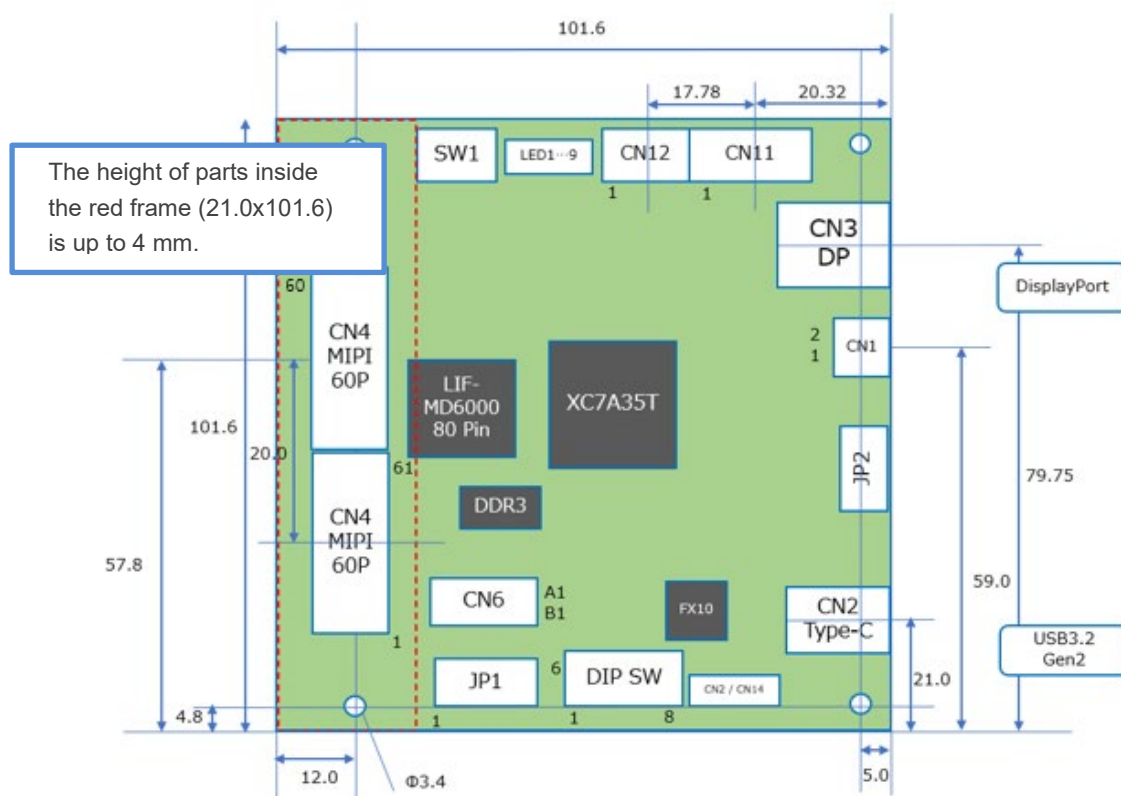 101.6
17.78
20.32
The height of parts inside
the red frame (21.0x101.6)
is up to 4 mm.
SW1
LED1…9
CN12
CN11
1
1
CN3
DP
DisplayPort
60
CN4
MIPI
60P
2
1
CN1
LIF-
MD6000
80 Pin
XC7A35T
101.6
20.0
61
JP2
79.75
DDR3
CN4
MIPI
60P
57.8
59.0
CN6
A1
B1
FX10
CN2
Type-C
USB3.2
Gen2
1
JP1
6
DIP SW
CN2 / CN14
21.0
4.8
1
1
8
12.0
Φ3.4
5.0